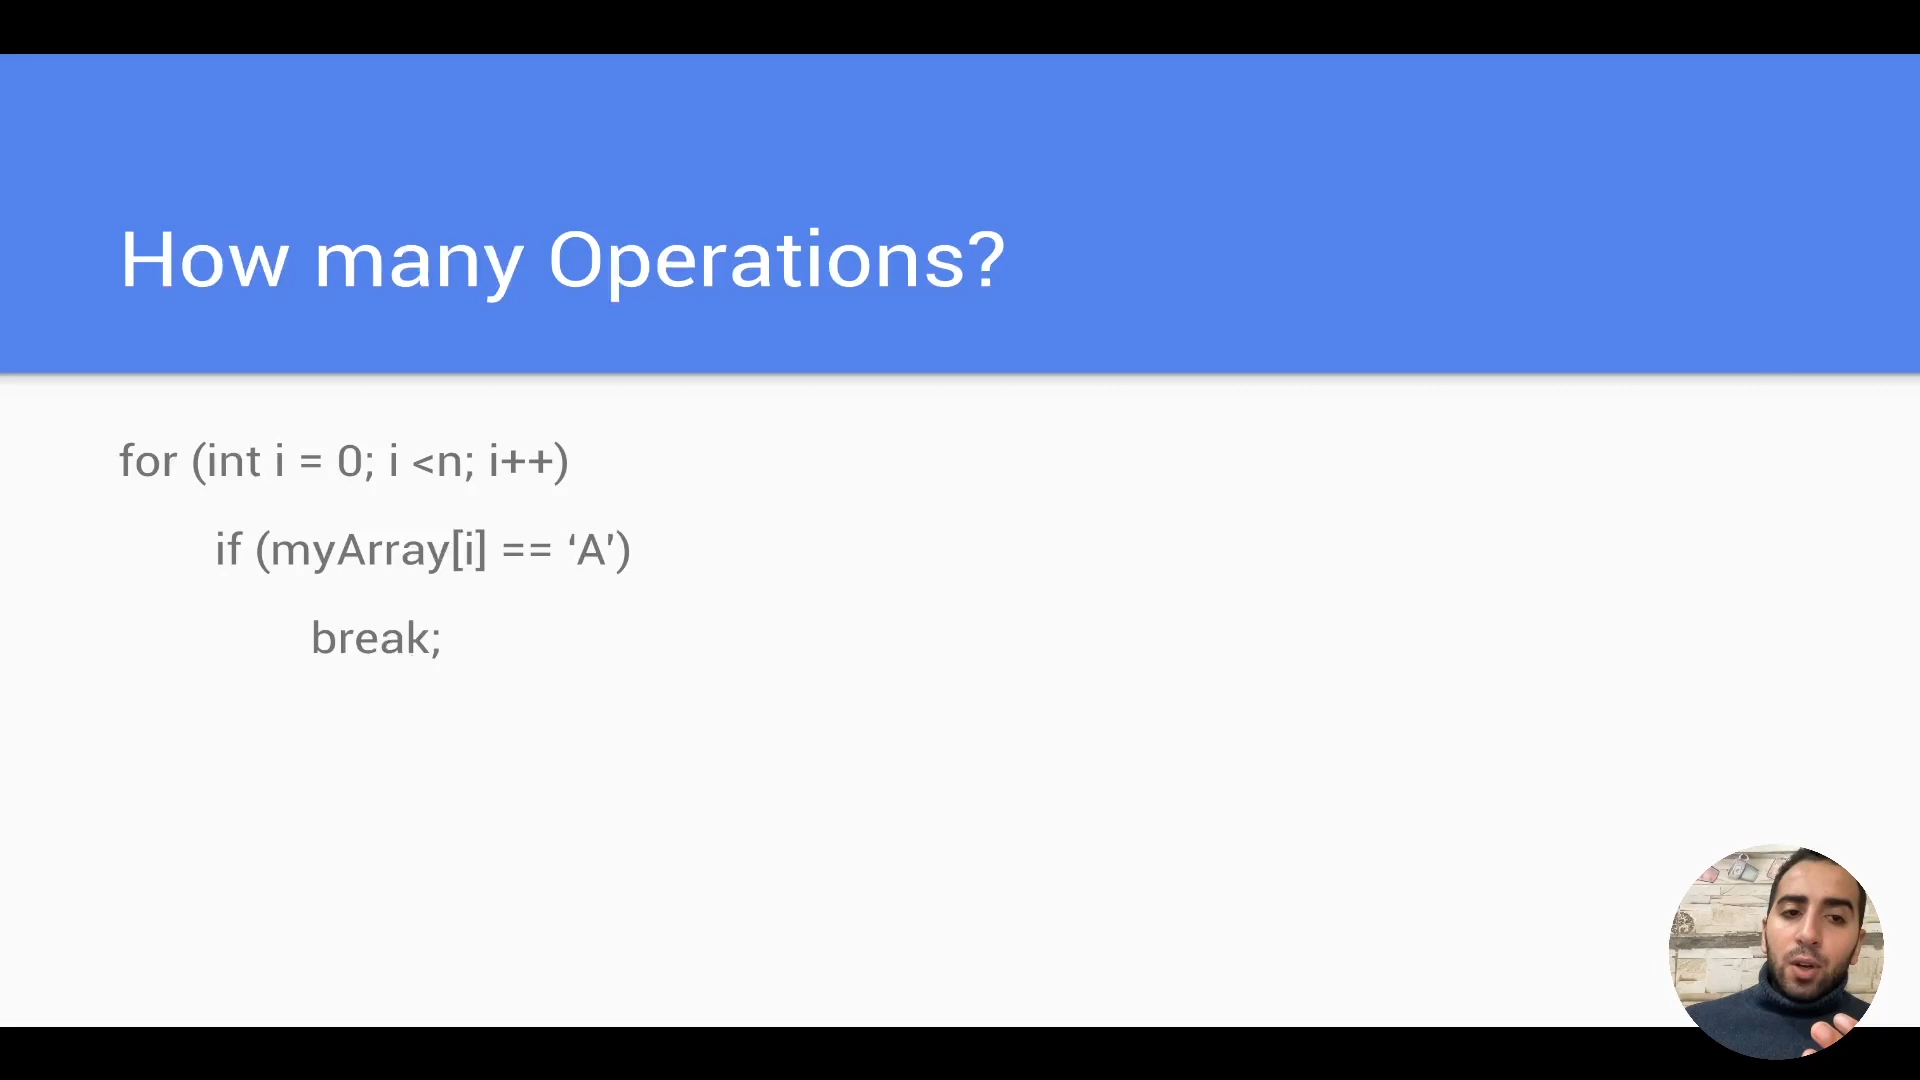 How many Operations?
for (int i = 0; i <n; i++)
if (myArray[i] == ‘A’)
break;